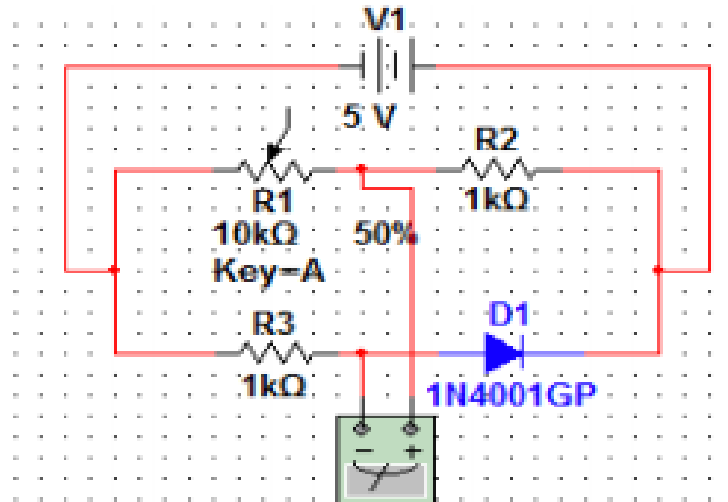 V1
5 V
R1
10kΩ
50%
Key=A
R2
1kΩ
R3
1kΩ
D1
1N4001GP
− +